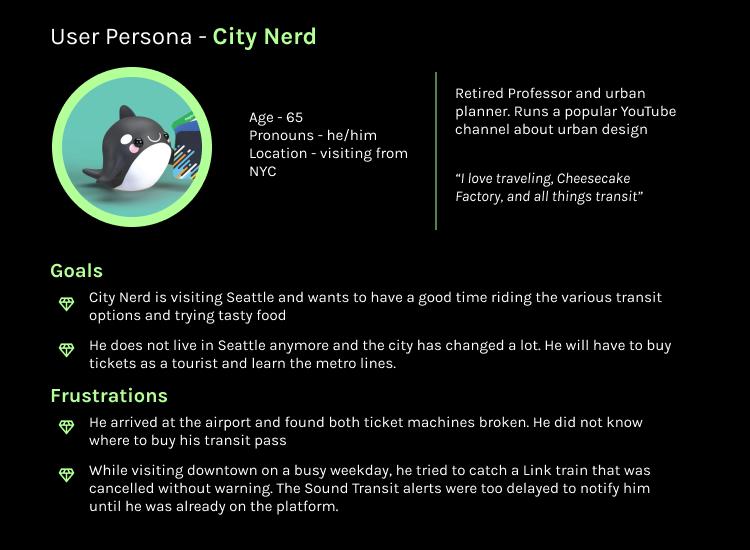 User Persona - City Nerd
Age - 65
Pronouns - he/him
Location - visiting from
NYC
Retired Professor and urban
planner. Runs a popular YouTube
channel about urban design
“I love traveling, Cheesecake
Factory, and all things transit”
Goals
City Nerd is visiting Seattle and wants to have a good time riding the various transit
options and trying tasty food
He does not live in Seattle anymore and the city has changed a lot. He will have to buy
tickets as a tourist and learn the metro lines.
Frustrations
He arrived at the airport and found both ticket machines broken. He did not know
where to buy his transit pass
While visiting downtown on a busy weekday, he tried to catch a Link train that was
cancelled without warning. The Sound Transit alerts were too delayed to notify him
until he was already on the platform.